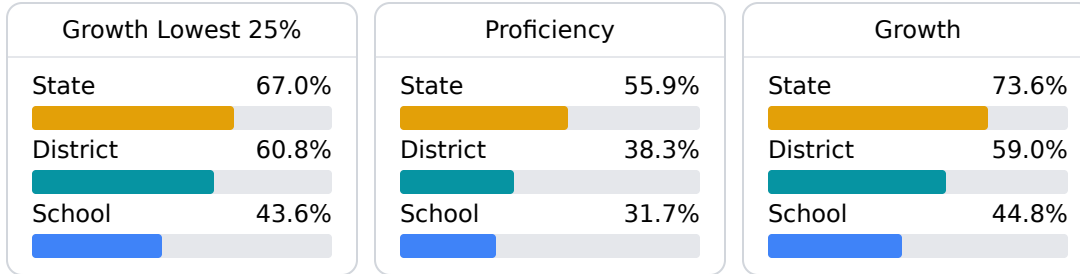 Growth Lowest 25%
State 67.0%
District 60.8%
School 43.6%
Proficiency
State 55.9%
District 38.3%
School 31.7%
Growth
State 73.6%
District 59.0%
School 44.8%